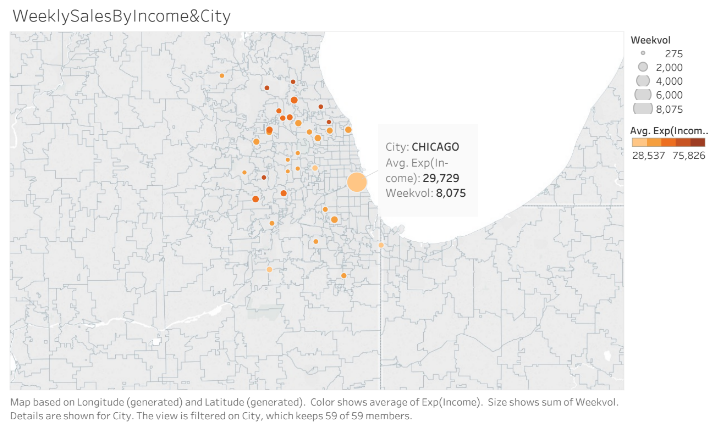 WeeklySalesByIncome&City
Weekvol
275
2,000
4,000
6,000
8,075
Avg. Exp(Incom..
28,537 75,826
City: CHICAGO
Avg. Exp(In-
come): 29,729
Weekvol: 8,075
Map based on Longitude (generated) and Latitude (generated). Color shows average of Exp(Income). Size shows sum of Weekvol.
Details are shown for City. The view is filtered on City, which keeps 59 of 59 members.